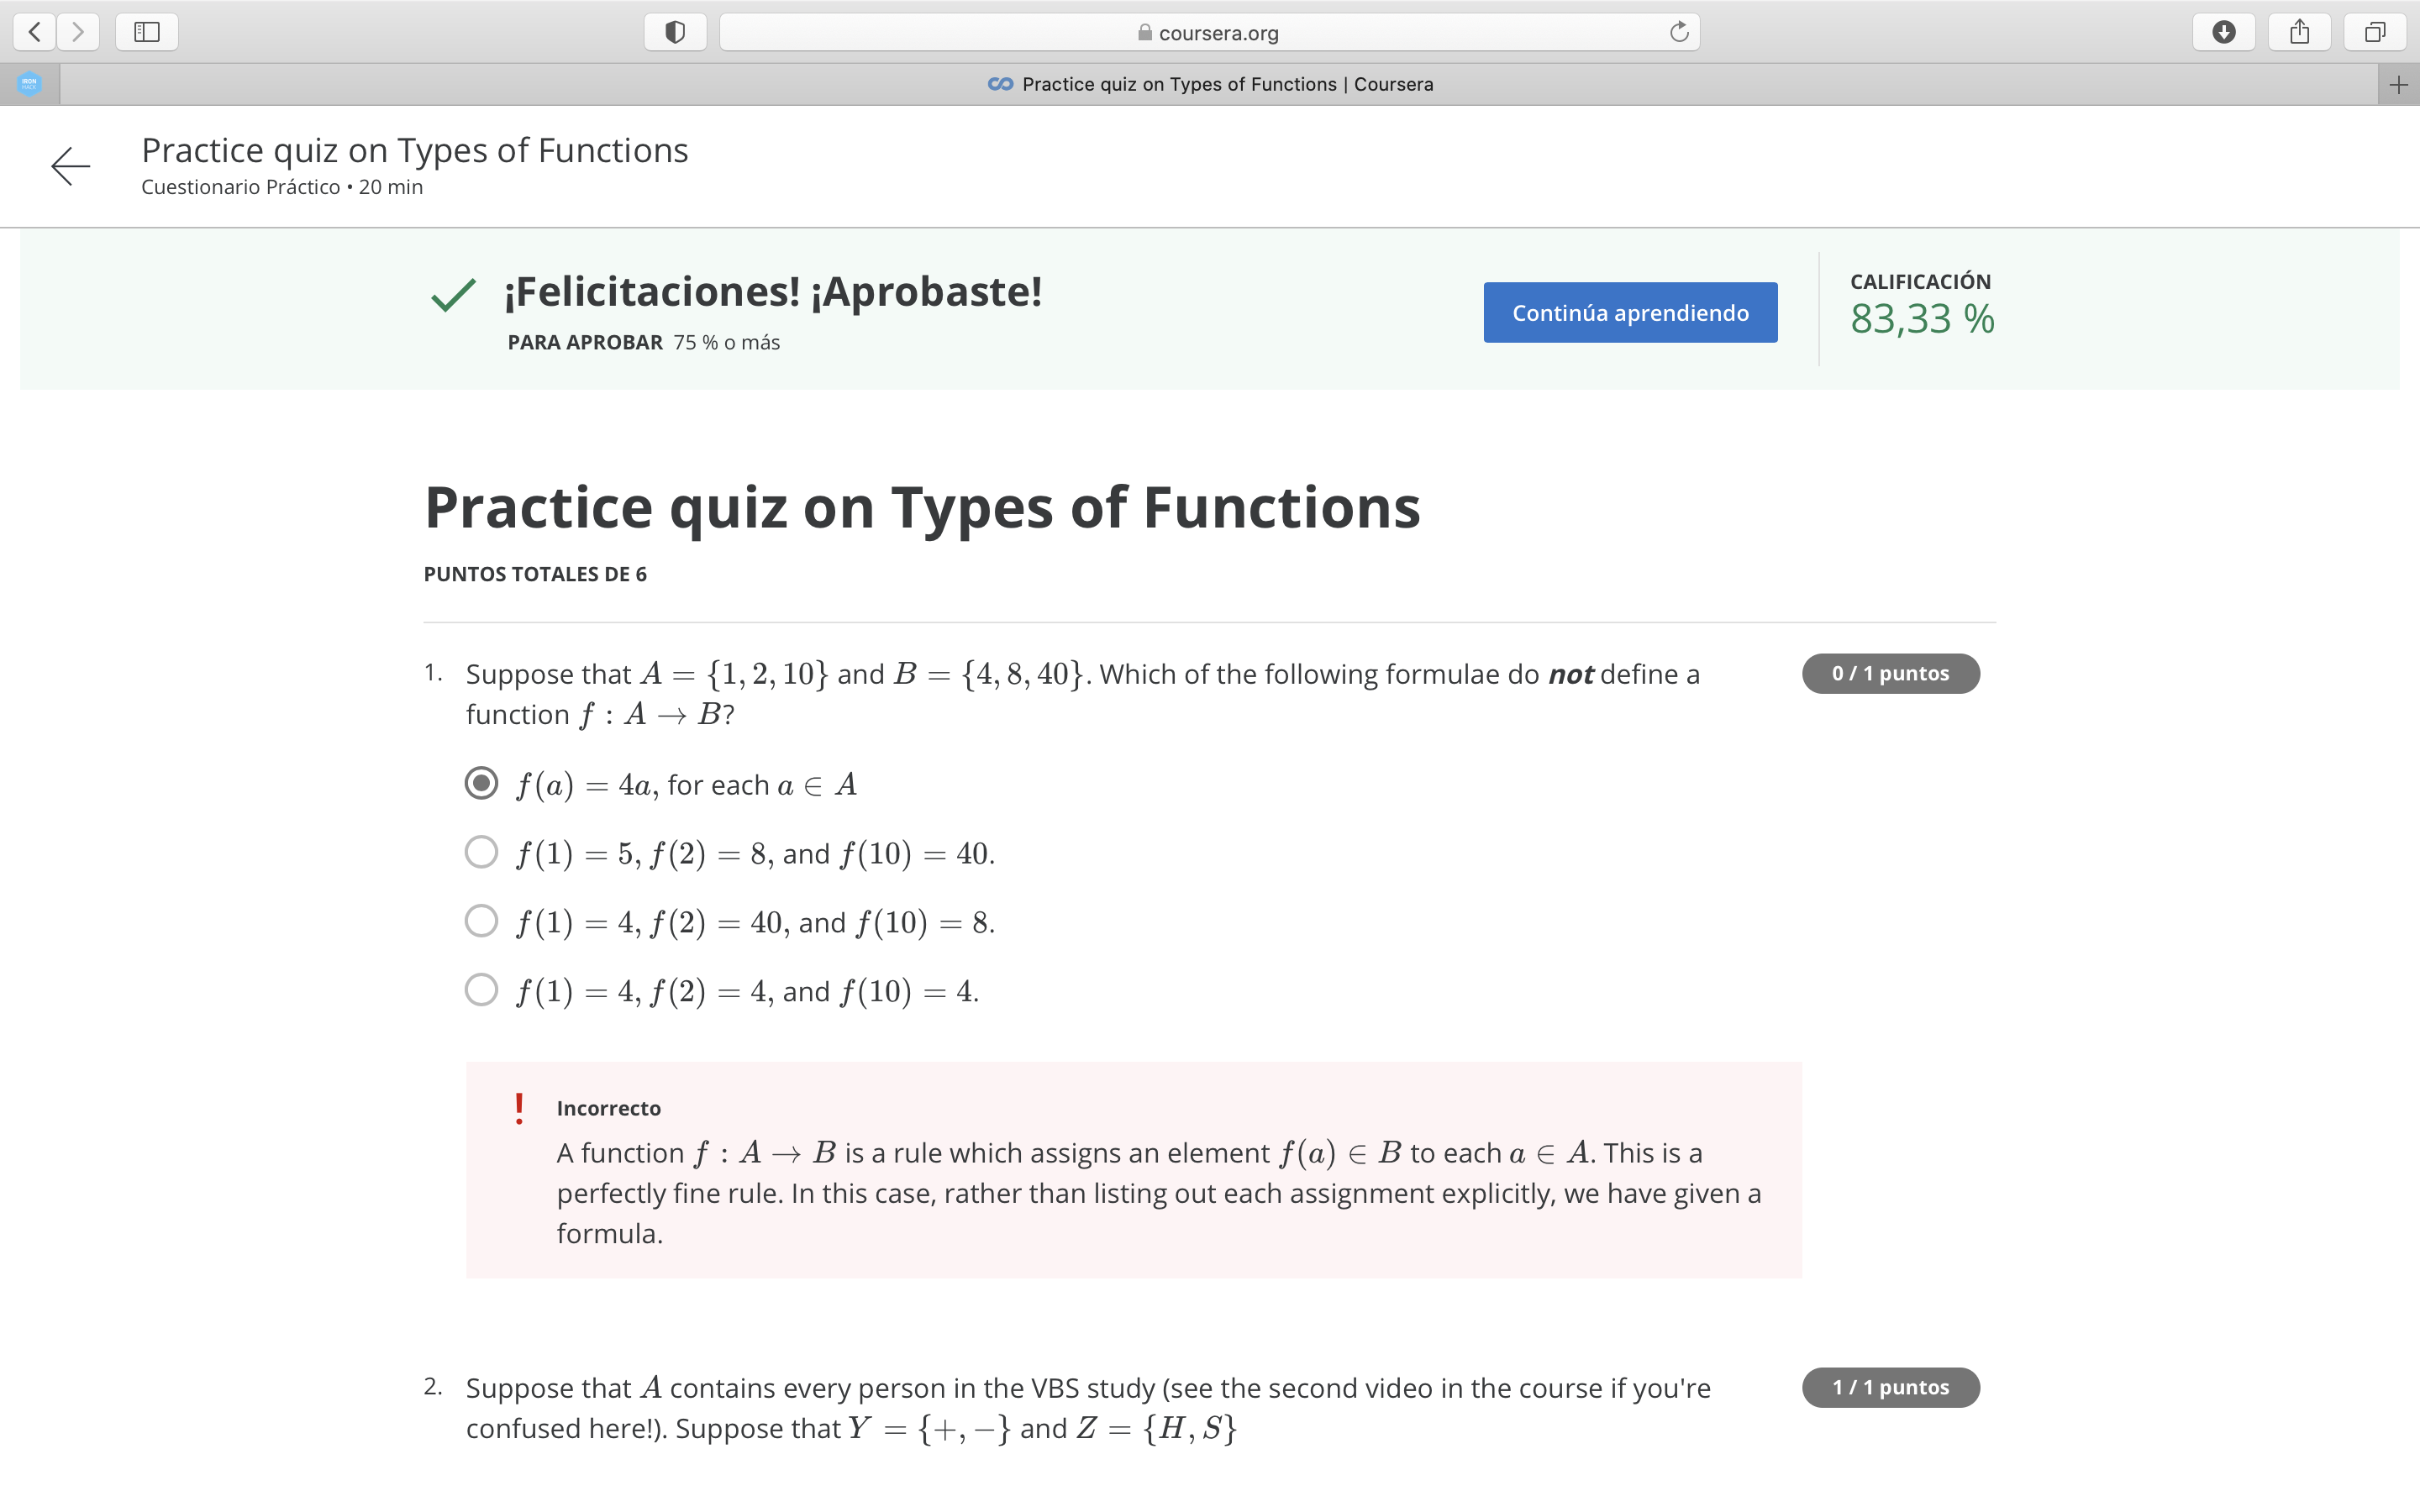 coursera.org
IRON
HACK
Practice quiz on Types of Functions | Coursera
Practice quiz on Types of Functions
Cuestionario Práctico • 20 min
¡Felicitaciones! ¡Aprobaste!
PARA APROBAR 75 % o más
Continúa aprendiendo
CALIFICACIÓN
83,33 %
Practice quiz on Types of Functions
PUNTOS TOTALES DE 6
1. Suppose that A = {1, 2, 10} and B = {4, 8, 40}. Which of the following formulae do not define a
function f : A → B?
0 / 1 puntos
f(a) = 4a, for each a ∈ A
f(1) = 5, f(2) = 8, and f(10) = 40.
f(1) = 4, f(2) = 40, and f(10) = 8.
f(1) = 4, f(2) = 4, and f(10) = 4.
! Incorrecto
A function f : A → B is a rule which assigns an element f(a) ∈ B to each a ∈ A. This is a
perfectly fine rule. In this case, rather than listing out each assignment explicitly, we have given a
formula.
2. Suppose that A contains every person in the VBS study (see the second video in the course if you're
confused here!). Suppose that Y = {+, −} and Z = {H, S}
1 / 1 puntos